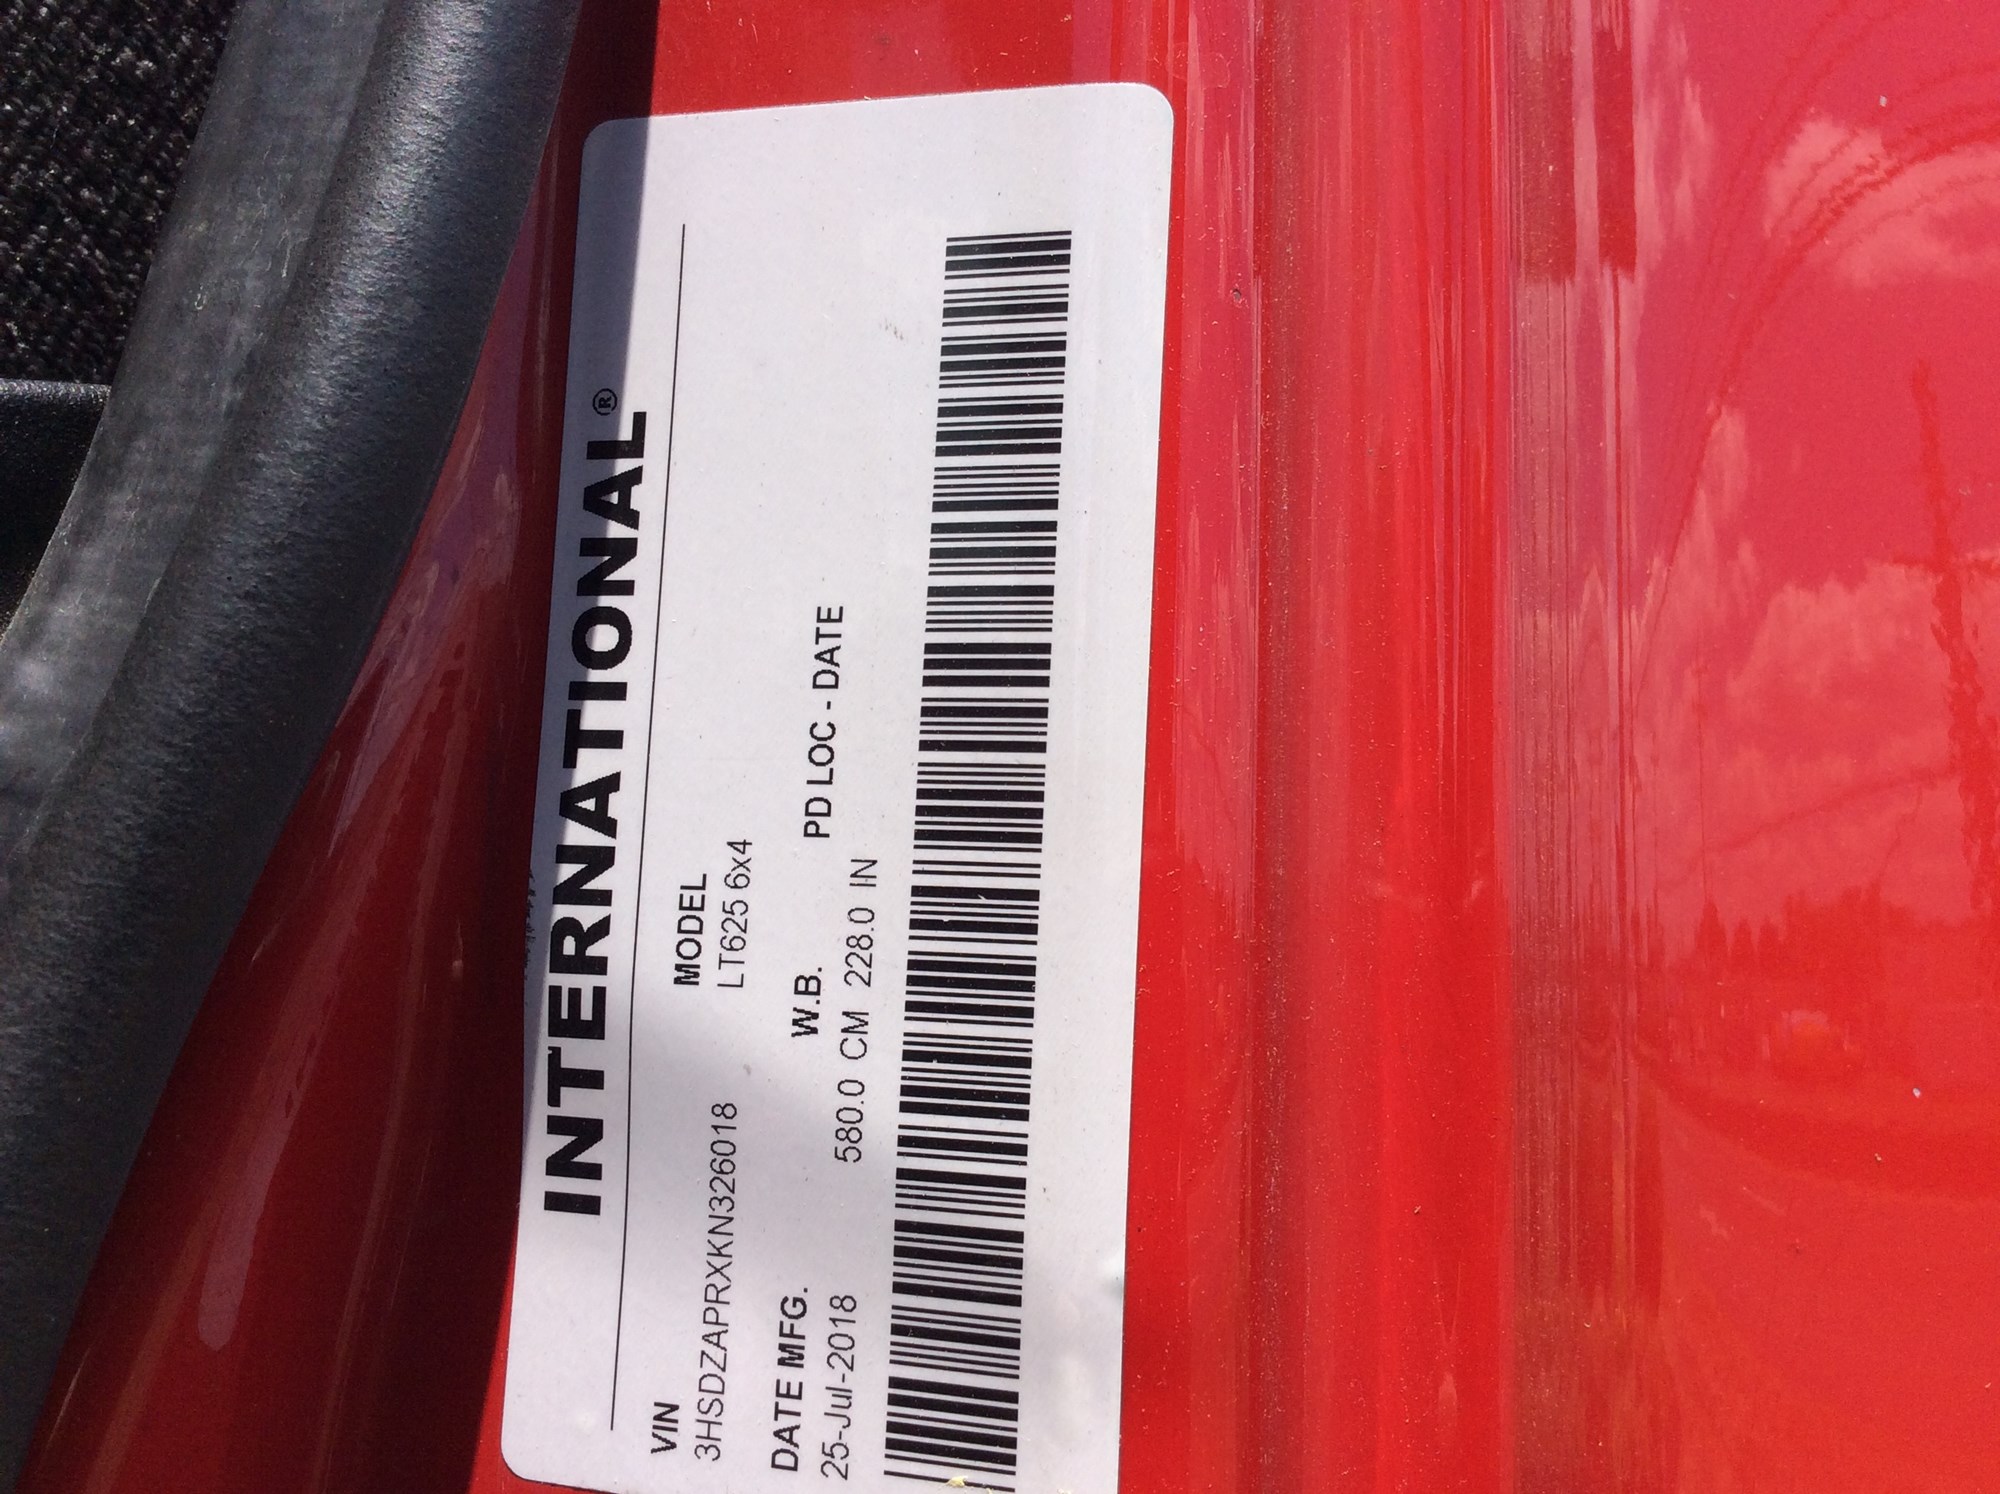 INTERNATIONAL®
VIN MODEL
3HSDZAPRXKN326018 LT625 6x4
DATE MFG. W.B. PD LOC - DATE
25-Jul-2018 580.0 CM 228.0 IN